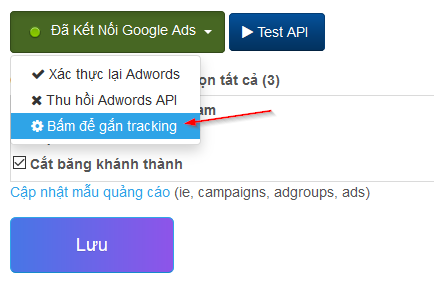 Đã Kết Nối Google Ads
Test API
Xác thực lại Adwords
ọn tất cả (3)
Thu hồi Adwords API
am
Bấm để gắn tracking
Cắt băng khánh thành
Cập nhật mẫu quảng cáo (ie, campaigns, adgroups, ads)
Lưu